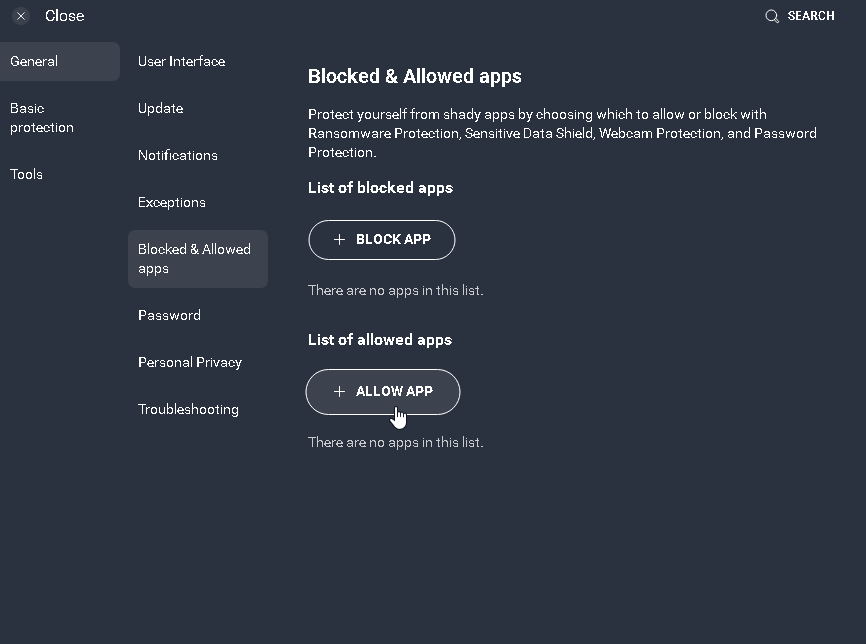 Close
SEARCH
General
Basic
protection
Tools
User Interface
Update
Notifications
Exceptions
Blocked & Allowed
apps
Password
Personal Privacy
Troubleshooting
Blocked & Allowed apps
Protect yourself from shady apps by choosing which to allow or block with
Ransomware Protection, Sensitive Data Shield, Webcam Protection, and Password
Protection.
List of blocked apps
+ BLOCK APP
There are no apps in this list.
List of allowed apps
+ ALLOW APP
There are no apps in this list.